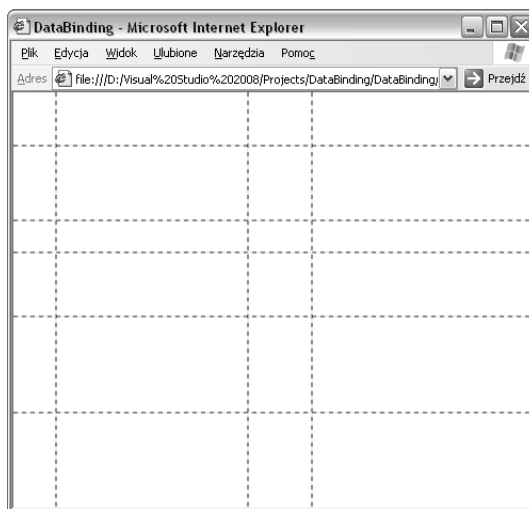 DataBinding - Microsoft Internet Explorer
Plik Edycja Widok Ulubione Narzędzia Pomoc
Adres file:///D:/Visual%20Studio%202008/Projects/DataBinding/DataBinding/ Przejdź